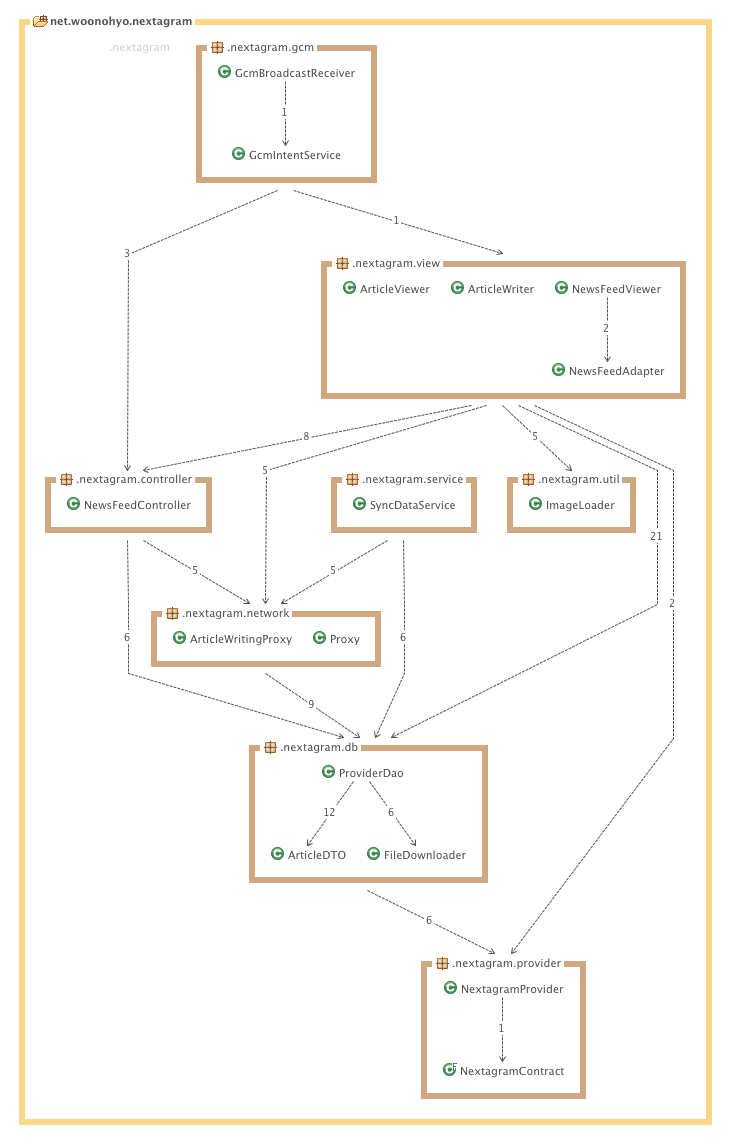 net.woonohyo.nextagram
.nextagram
.nextagram.gcm
GcmBroadcastReceiver
1
GcmIntentService
1
3
.nextagram.view
ArticleViewer
ArticleWriter
NewsFeedViewer
2
NewsFeedAdapter
8
5
5
.nextagram.controller
NewsFeedController
.nextagram.service
SyncDataService
.nextagram.util
ImageLoader
21
5
5
2
.nextagram.network
ArticleWritingProxy
Proxy
6
6
9
.nextagram.db
ProviderDao
12
6
ArticleDTO
FileDownloader
6
.nextagram.provider
NextagramProvider
1
NextagramContract